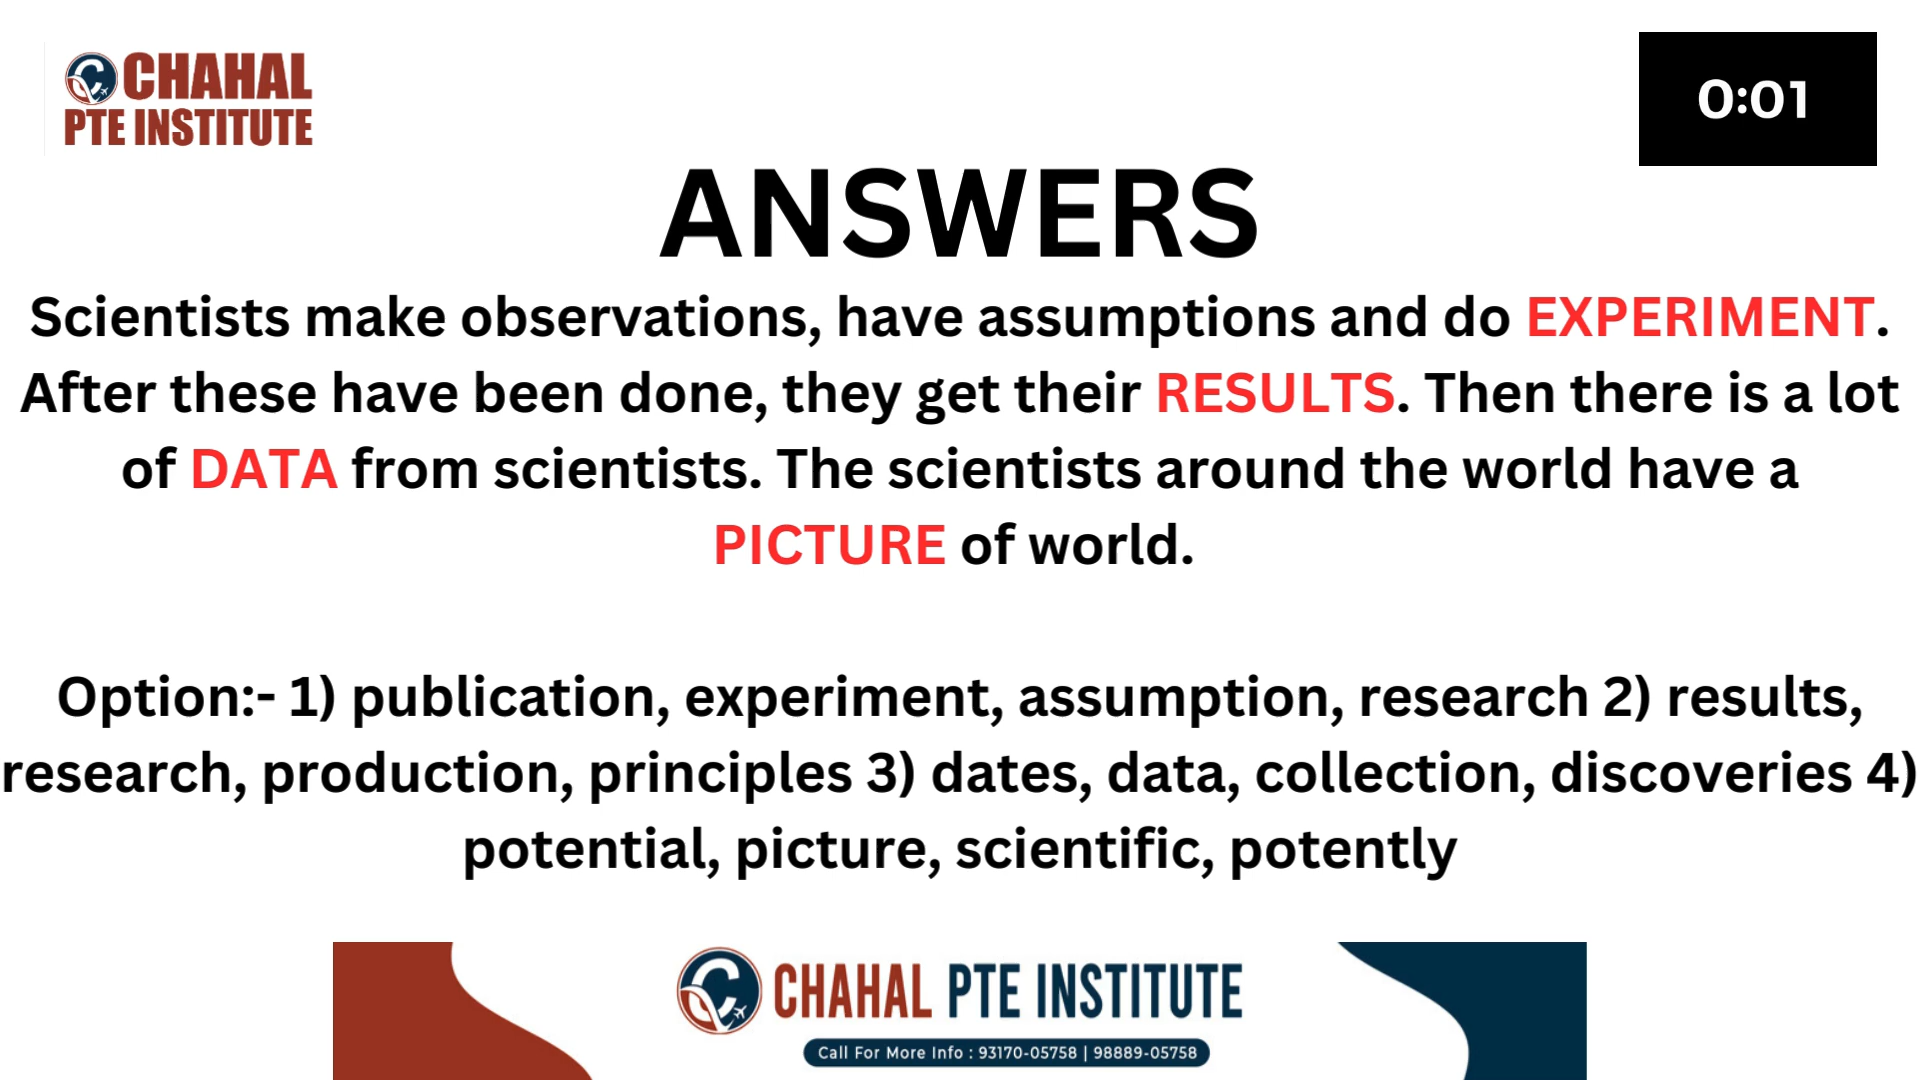 CHAHAL
PTE INSTITUTE
0:01
ANSWERS
Scientists make observations, have assumptions and do EXPERIMENT.
After these have been done, they get their RESULTS. Then there is a lot
of DATA from scientists. The scientists around the world have a
PICTURE of world.
Option:- 1) publication, experiment, assumption, research 2) results,
research, production, principles 3) dates, data, collection, discoveries 4)
potential, picture, scientific, potently
CHAHAL PTE INSTITUTE
Call For More Info : 93170-05758 | 98889-05758